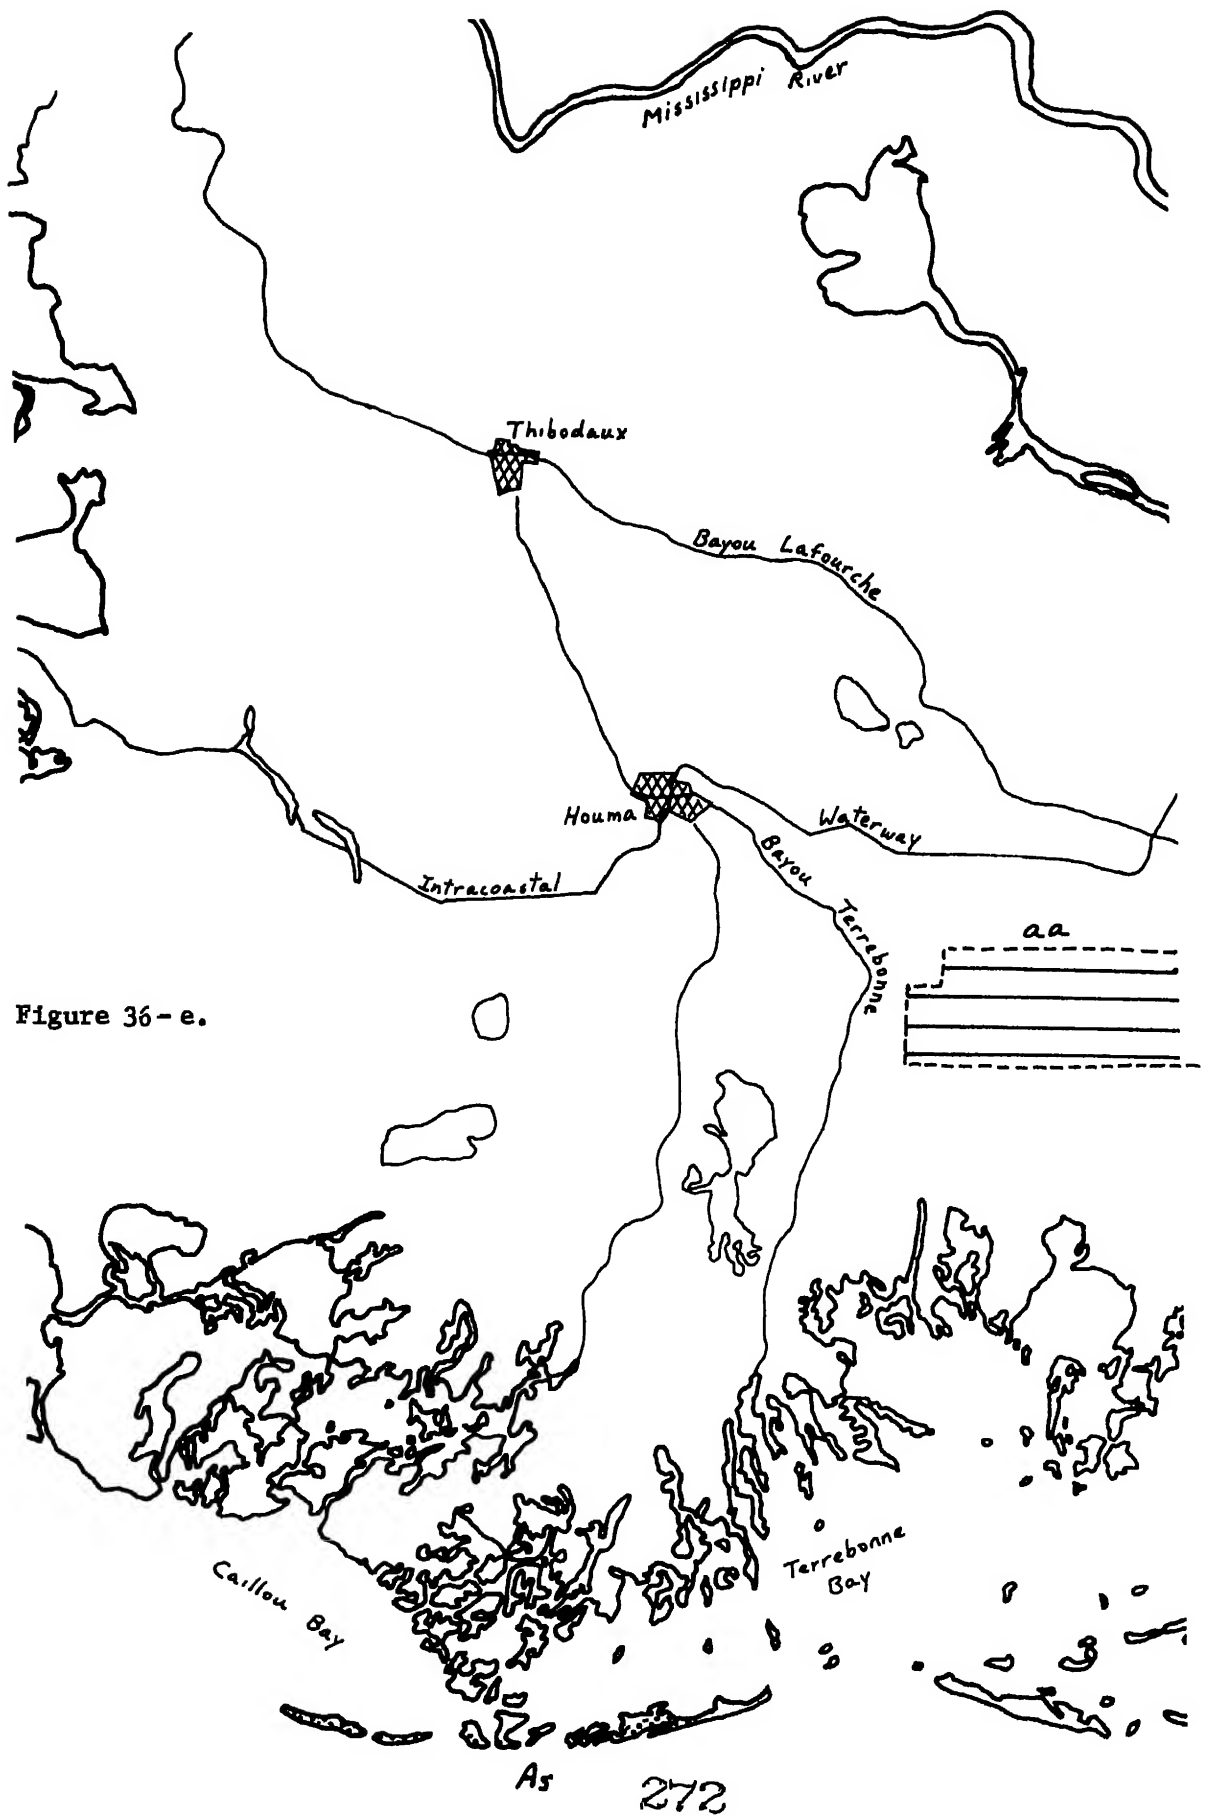 Mississippi River
Thibodaux
Bayou Lafourche
Houma
Waterway
Bayou Terrebonne
Intracoastal
aa
Figure 36-e.
Terrebonne
Bay
Caillou Bay
As
272